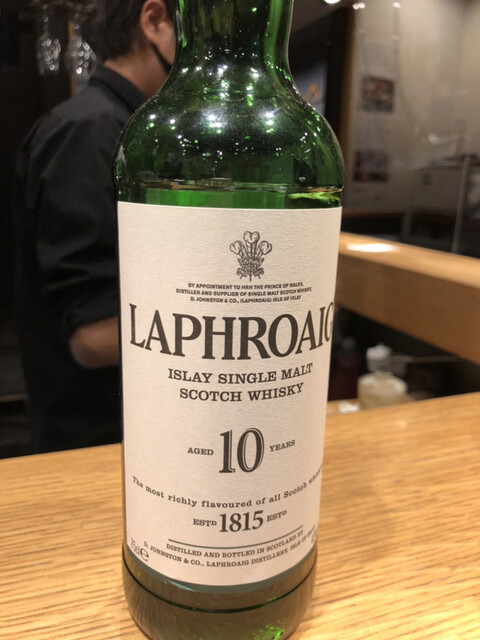 BY APPOINTMENT TO HRH THE PRINCE OF WALES,
DISTILLER AND SUPPLIER OF SINGLE MALT SCOTCH WHISKY,
D. JOHNSTON & CO., (LAPHROAIG) ISLE OF ISLAY
LAPHROAIG
ISLAY SINGLE MALT
SCOTCH WHISKY
AGED 10 YEARS
The most richly flavoured of all Scotch
ESTD 1815 ESTD
DISTILLED AND BOTTLED IN SCOTLAND BY
D. JOHNSTON & CO., LAPHROAIG DISTILLERY, ISLE OF